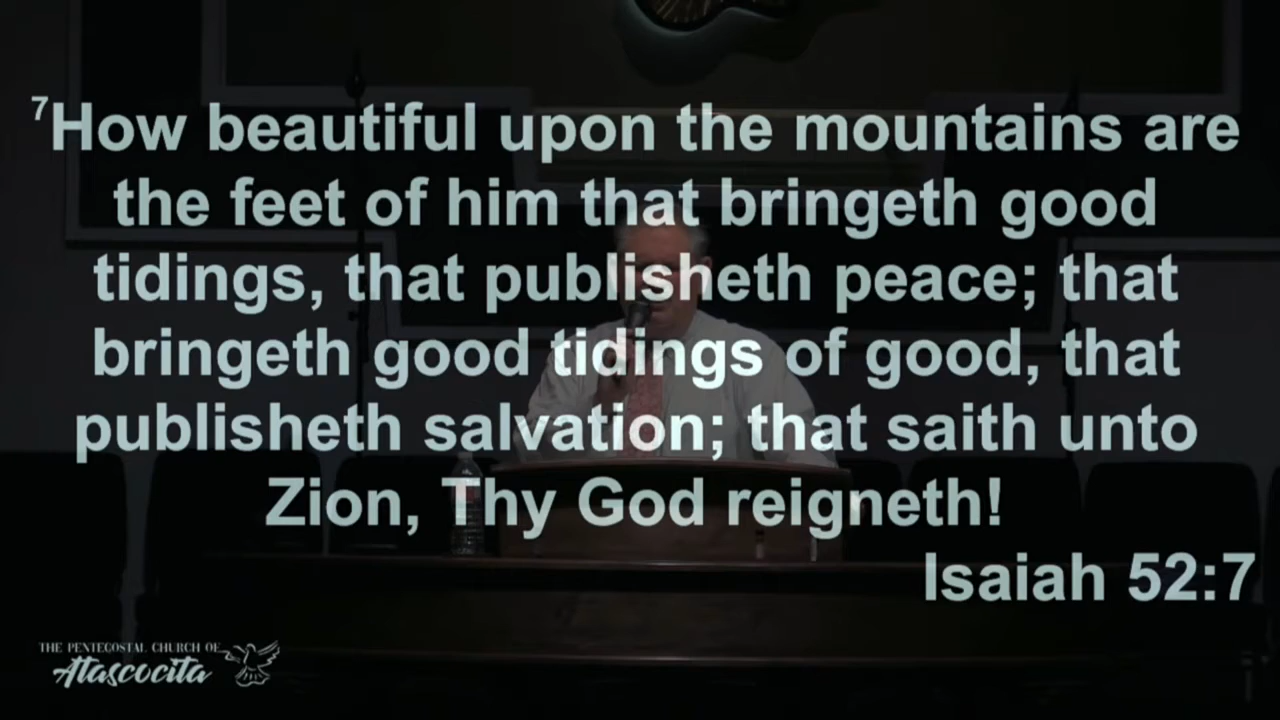 7How beautiful upon the mountains are
the feet of him that bringeth good
tidings, that publisheth peace; that
bringeth good tidings of good, that
publisheth salvation; that saith unto
Zion, Thy God reigneth!
Isaiah 52:7
THE PENTECOSTAL CHURCH OF
Atascocita